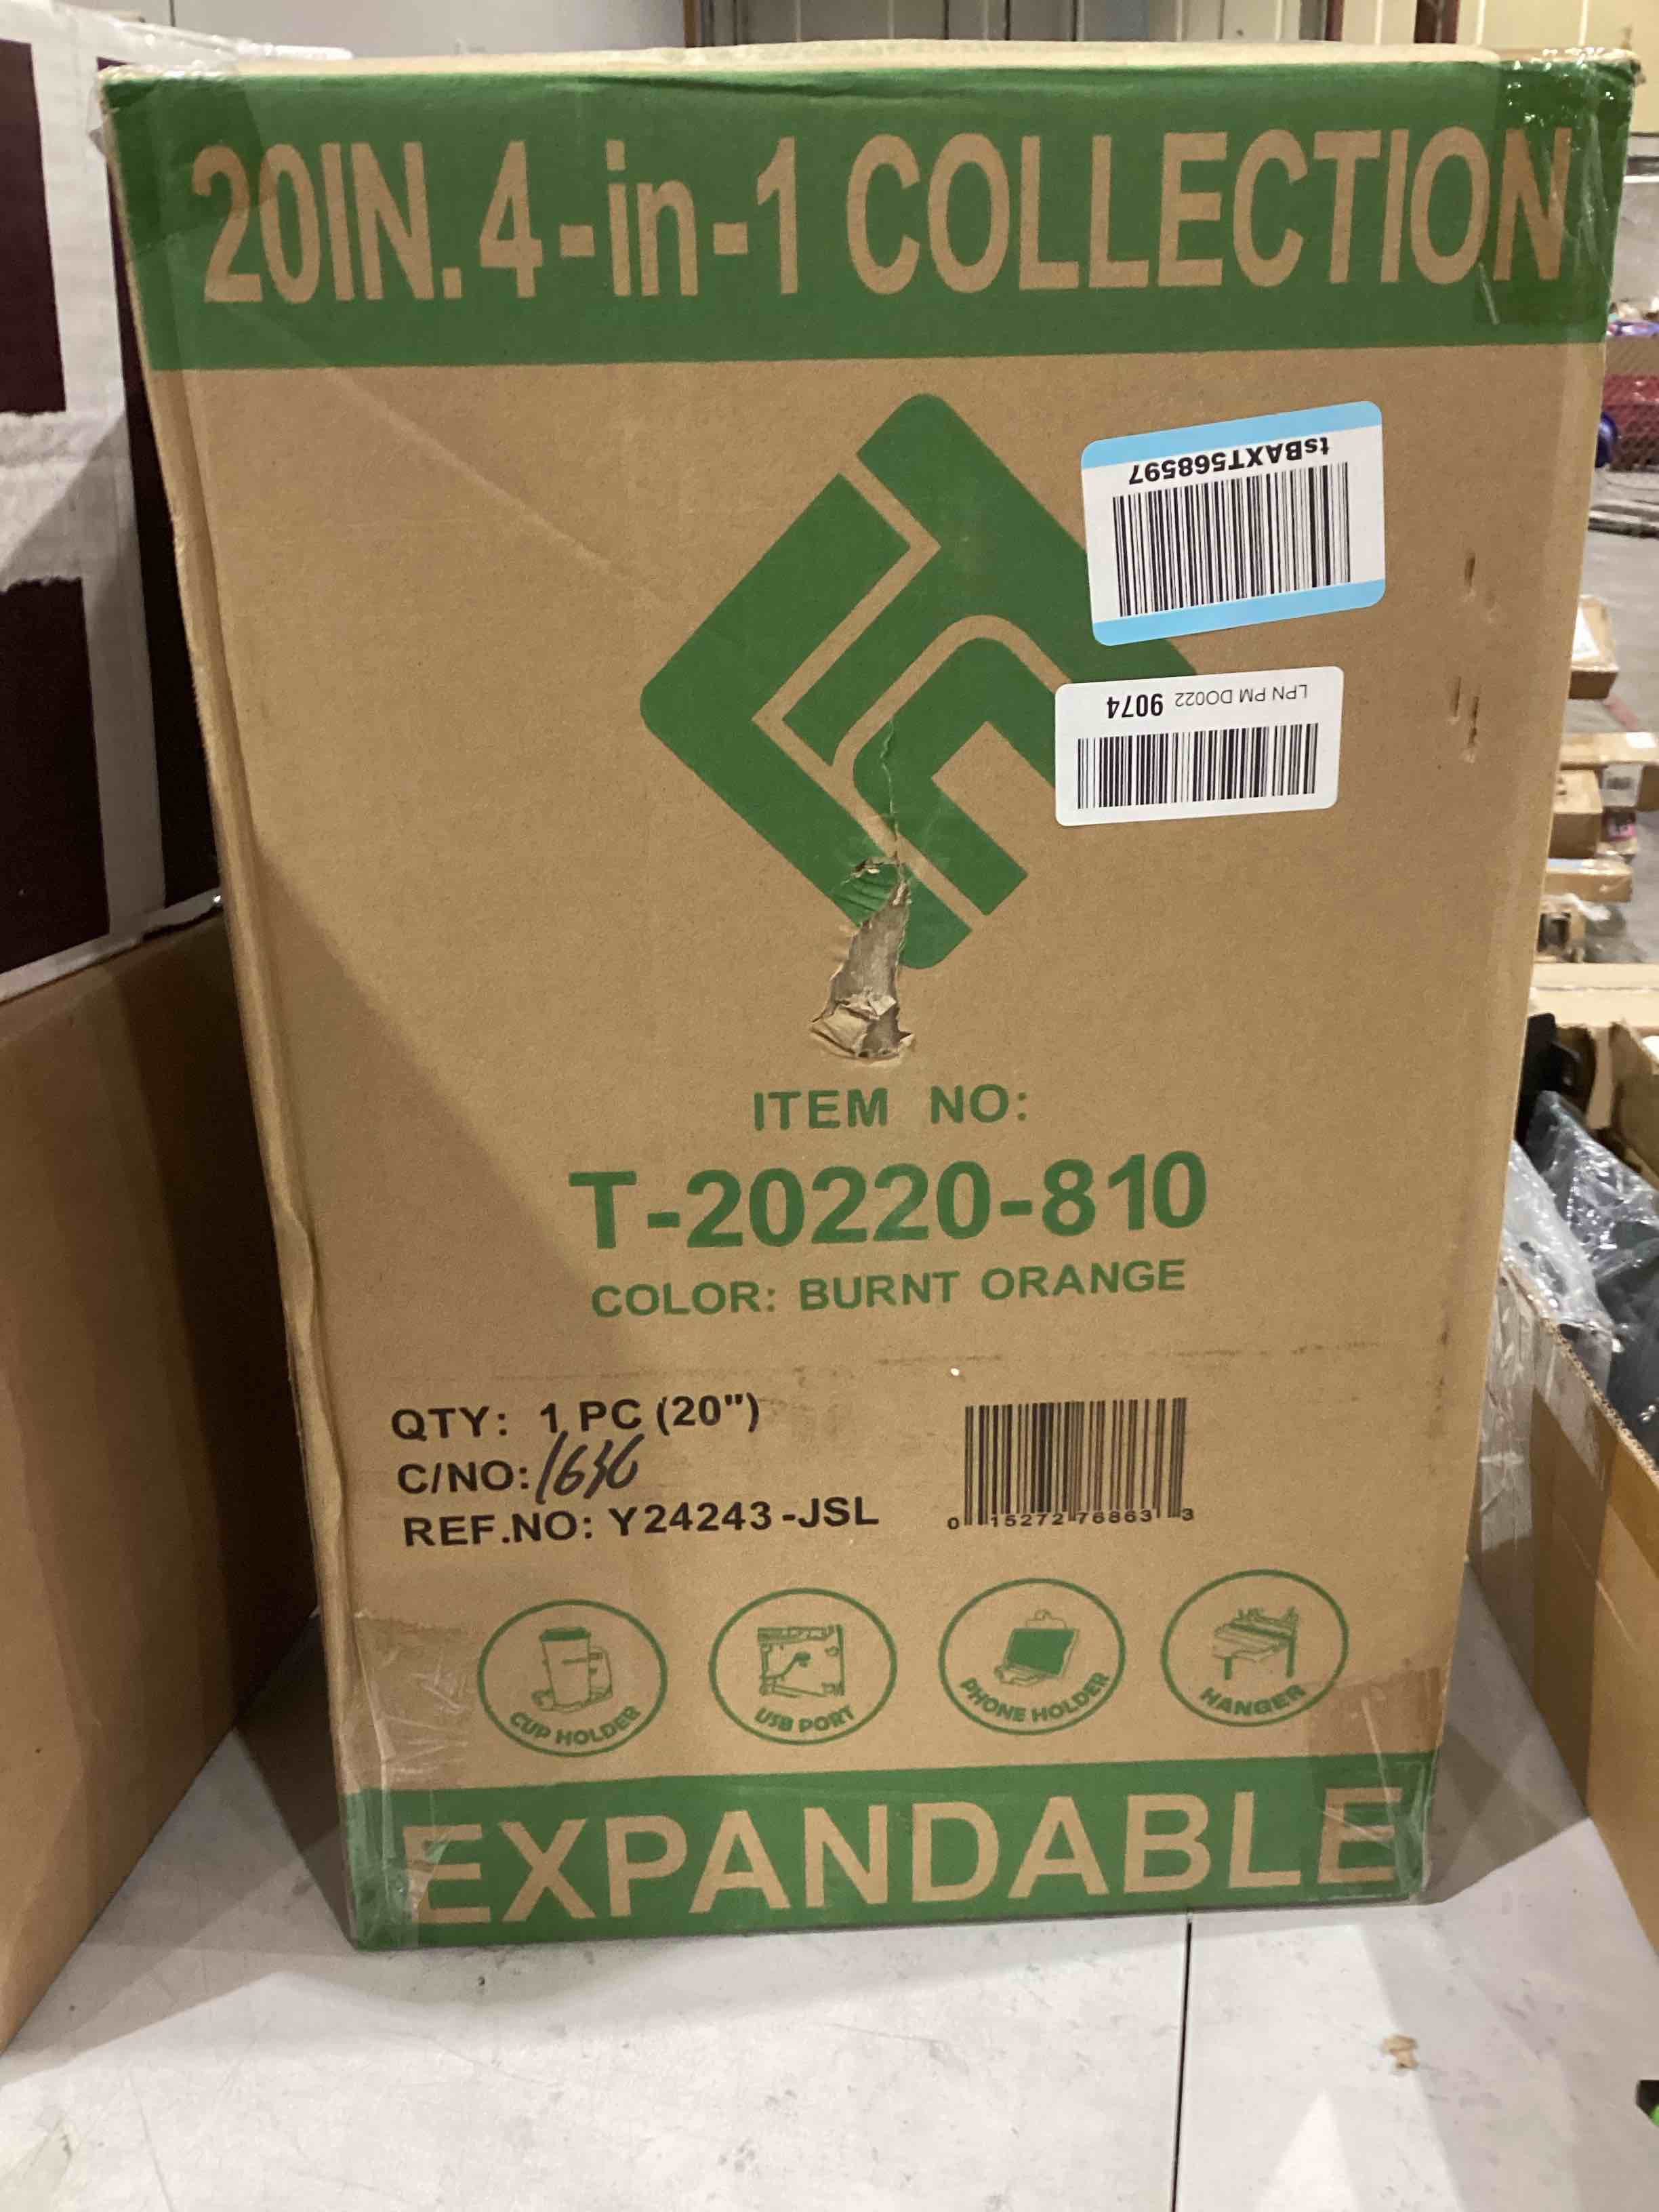 20IN. 4-in-1 COLLECTION
tsBAXT568597
LPN PM DO022 9074
ITEM NO:
T-20220-810
COLOR: BURNT ORANGE
QTY: 1 PC (20")
C/NO: 1636
REF.NO: Y24243-JSL
0 15272 76863 3
CUP HOLDER
USB PORT
PHONE HOLDER
HANGER
EXPANDABLE